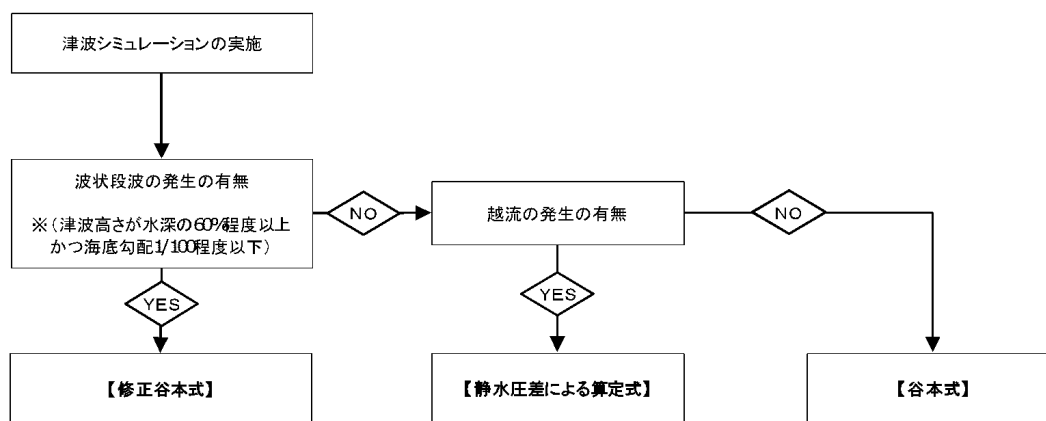 津波シミュレーションの実施
波状段波の発生の有無
※(津波高さが水深の60%程度以上
かつ海底勾配1/100程度以下)
NO
越流の発生の有無
NO
YES
YES
【修正谷本式】
【静水圧差による算定式】
【谷本式】